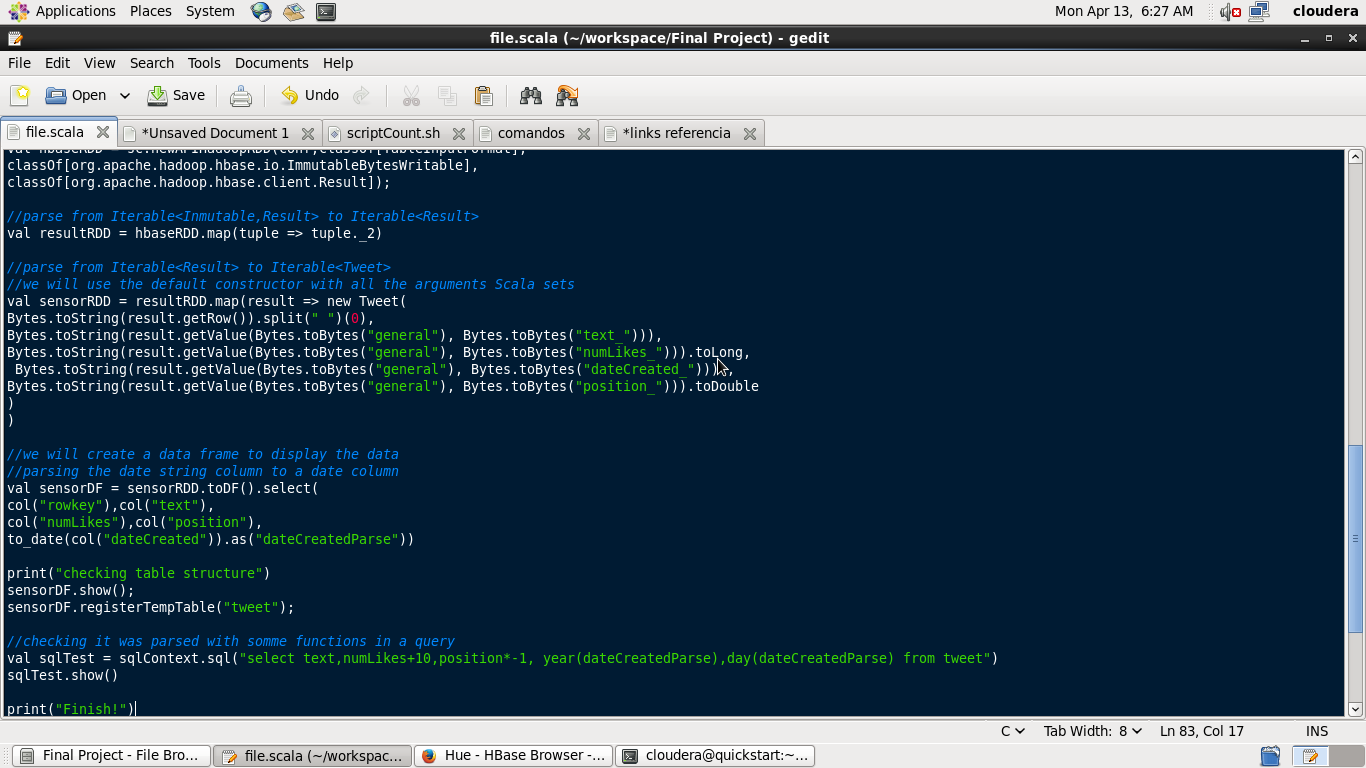 Applications Places System Mon Apr 13, 6:27 AM cloudera
file.scala (~/workspace/Final Project) - gedit
File Edit View Search Tools Documents Help
Open Save Undo
file.scala *Unsaved Document 1 scriptCount.sh comandos *links referencia
classOf[org.apache.hadoop.hbase.io.ImmutableBytesWritable],
classOf[org.apache.hadoop.hbase.client.Result]);
//parse from Iterable<Inmutable,Result> to Iterable<Result>
val resultRDD = hbaseRDD.map(tuple => tuple._2)
//parse from Iterable<Result> to Iterable<Tweet>
//we will use the default constructor with all the arguments Scala sets
val sensorRDD = resultRDD.map(result => new Tweet(
Bytes.toString(result.getRow()).split(" ")(0),
Bytes.toString(result.getValue(Bytes.toBytes("general"), Bytes.toBytes("text_"))),
Bytes.toString(result.getValue(Bytes.toBytes("general"), Bytes.toBytes("numLikes_"))).toLong,
Bytes.toString(result.getValue(Bytes.toBytes("general"), Bytes.toBytes("dateCreated_"))),
Bytes.toString(result.getValue(Bytes.toBytes("general"), Bytes.toBytes("position_"))).toDouble
)
)
//we will create a data frame to display the data
//parsing the date string column to a date column
val sensorDF = sensorRDD.toDF().select(
col("rowkey"),col("text"),
col("numLikes"),col("position"),
to_date(col("dateCreated")).as("dateCreatedParse"))
print("checking table structure")
sensorDF.show();
sensorDF.registerTempTable("tweet");
//checking it was parsed with somme functions in a query
val sqlTest = sqlContext.sql("select text,numLikes+10,position*-1, year(dateCreatedParse),day(dateCreatedParse) from tweet")
sqlTest.show()
print("Finish!")
C Tab Width: 8 Ln 83, Col 17 INS
Final Project - File Bro... file.scala (~/workspac... Hue - HBase Browser -... cloudera@quickstart:~...